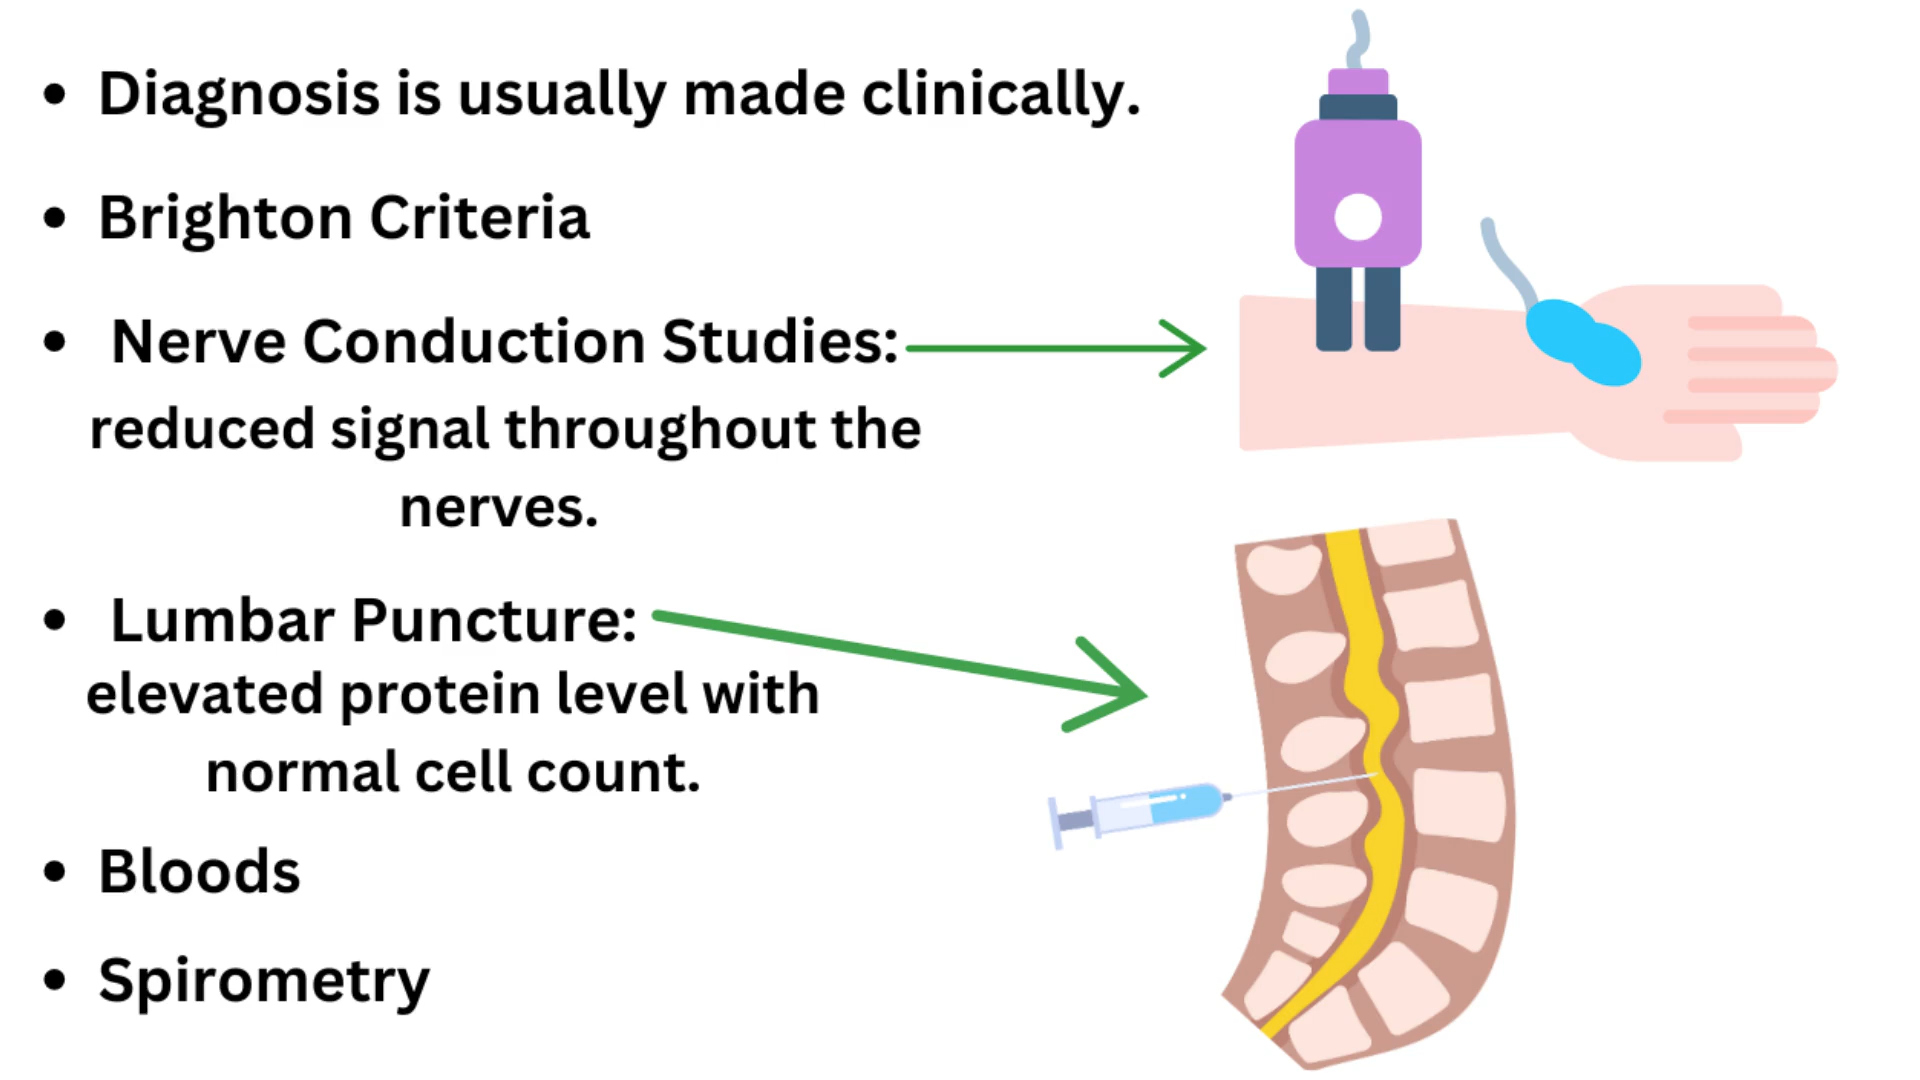 • Diagnosis is usually made clinically.
• Brighton Criteria
• Nerve Conduction Studies:
reduced signal throughout the
nerves.
• Lumbar Puncture:
elevated protein level with
normal cell count.
• Bloods
• Spirometry